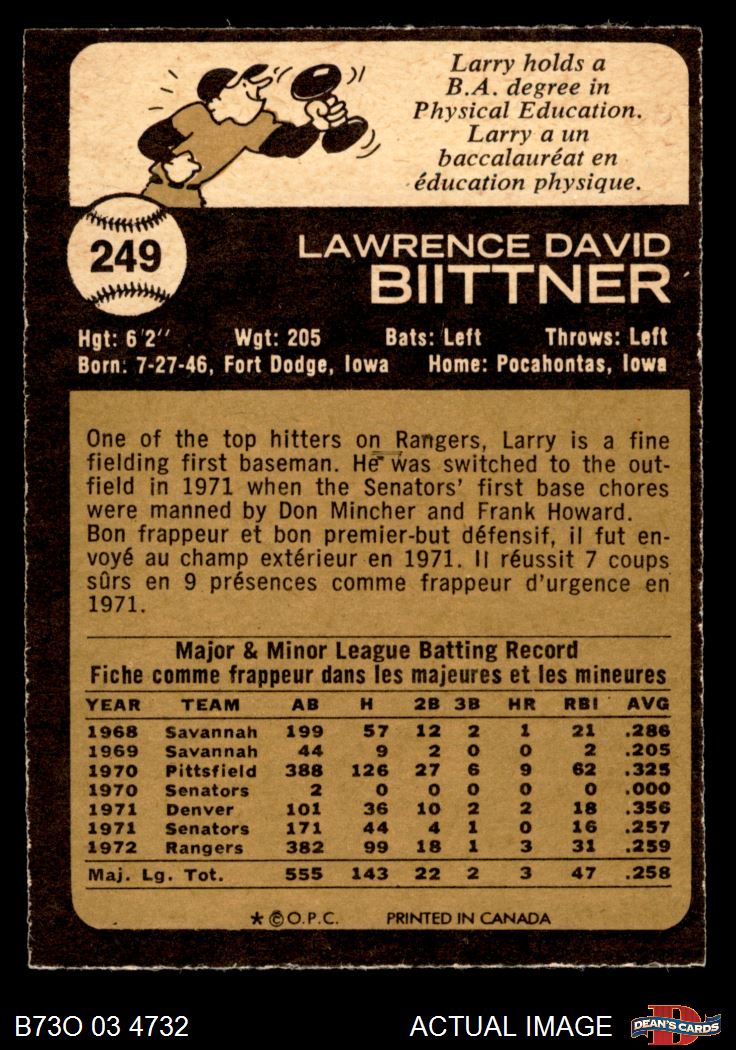 Larry holds a
B.A. degree in
Physical Education.
Larry a un
baccalauréat en
éducation physique.
249
LAWRENCE DAVID
BIITTNER
Hgt: 6'2" Wgt: 205 Bats: Left Throws: Left
Born: 7-27-46, Fort Dodge, Iowa Home: Pocahontas, Iowa
One of the top hitters on Rangers, Larry is a fine
fielding first baseman. He was switched to the out-
field in 1971 when the Senators' first base chores
were manned by Don Mincher and Frank Howard.
Bon frappeur et bon premier-but défensif, il fut en-
voyé au champ extérieur en 1971. Il réussit 7 coups
sûrs en 9 présences comme frappeur d'urgence en
1971.
Major & Minor League Batting Record
Fiche comme frappeur dans les majeures et les mineures
YEAR TEAM AB H 2B 3B HR RBI AVG
1968 Savannah 199 57 12 2 1 21 .286
1969 Savannah 44 9 2 0 0 2 .205
1970 Pittsfield 388 126 27 6 9 62 .325
1970 Senators 2 0 0 0 0 0 .000
1971 Denver 101 36 10 2 2 18 .356
1971 Senators 171 44 4 1 0 16 .257
1972 Rangers 382 99 18 1 3 31 .259
Maj. Lg. Tot. 555 143 22 2 3 47 .258
* © O.P.C. PRINTED IN CANADA
B73O 03 4732 ACTUAL IMAGE DEAN'S CARDS